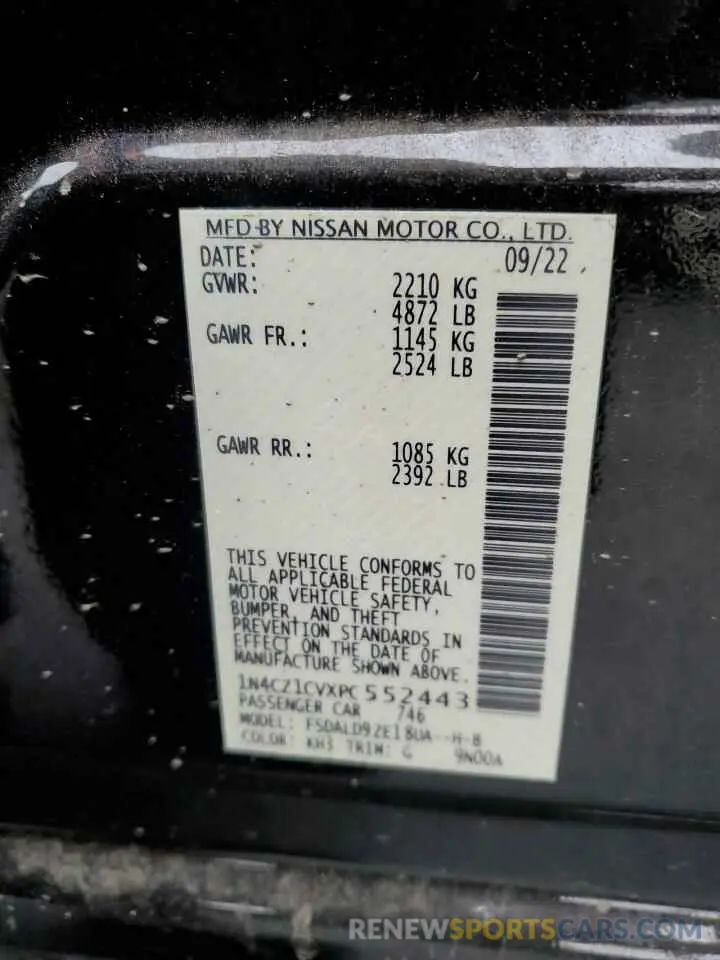 MFD BY NISSAN MOTOR CO., LTD.
DATE: 09/22
GVWR: 2210 KG
4872 LB
GAWR FR.: 1145 KG
2524 LB
GAWR RR.: 1085 KG
2392 LB
THIS VEHICLE CONFORMS TO
ALL APPLICABLE FEDERAL
MOTOR VEHICLE SAFETY,
BUMPER, AND THEFT
PREVENTION STANDARDS IN
EFFECT ON THE DATE OF
MANUFACTURE SHOWN ABOVE.
1N4CZ1CVXPC552443
PASSENGER CAR 746
MODEL: FSDALD9ZE18UA--H-B
COLOR: KH3 TRIM: G 9N00A
RENEWSPORTSCARS.COM